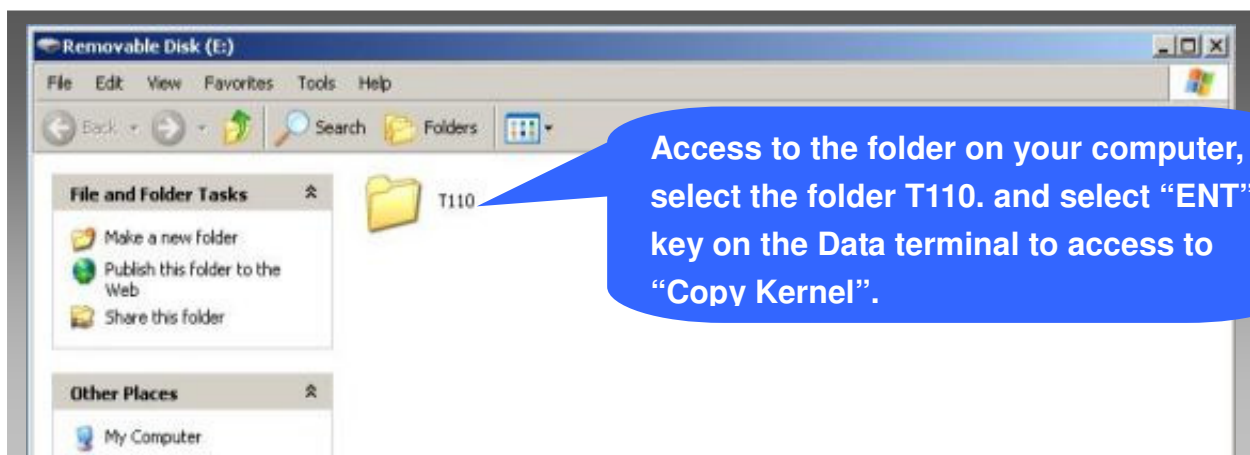 Removable Disk (E:)
File Edit View Favorites Tools Help
Back Search Folders
Access to the folder on your computer,
select the folder T110. and select “ENT”
key on the Data terminal to access to
“Copy Kernel”.
File and Folder Tasks
T110
Make a new folder
Publish this folder to the
Web
Share this folder
Other Places
My Computer